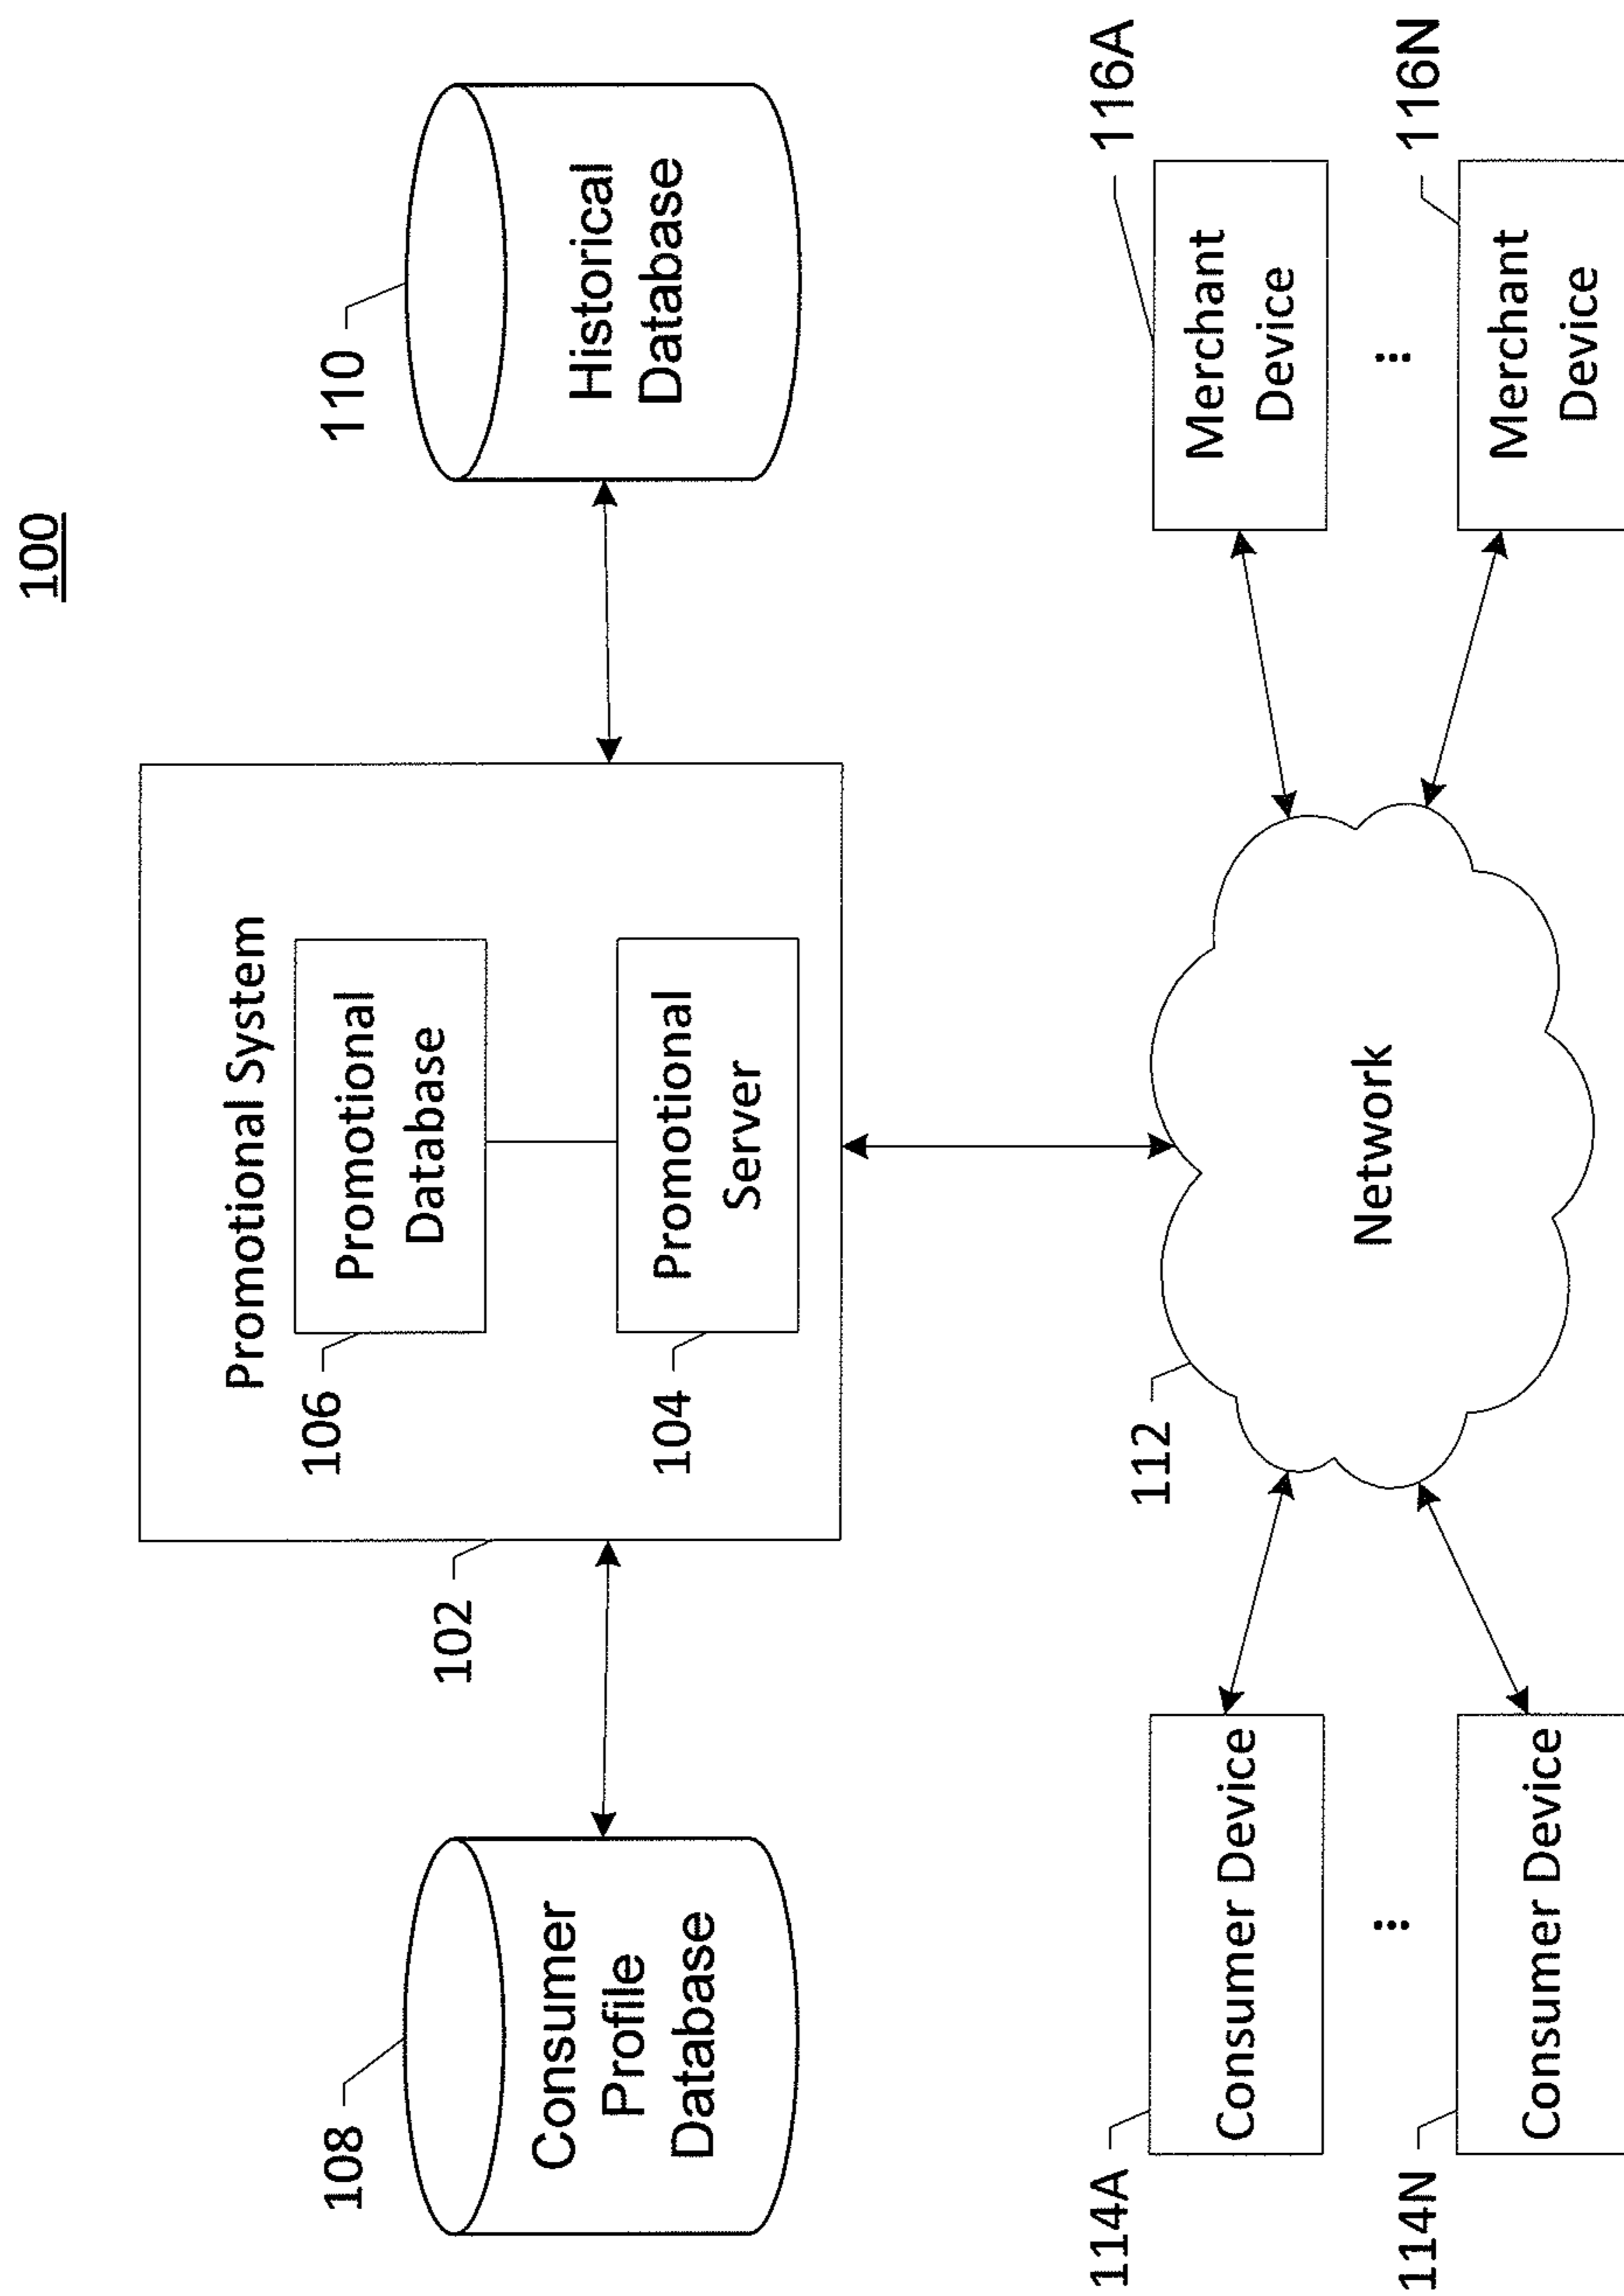 100
Promotional System
108
Consumer
Profile
Database
102
106
Promotional
Database
104
Promotional
Server
110
Historical
Database
114A
Consumer Device
...
114N
Consumer Device
112
Network
116A
Merchant
Device
...
116N
Merchant
Device